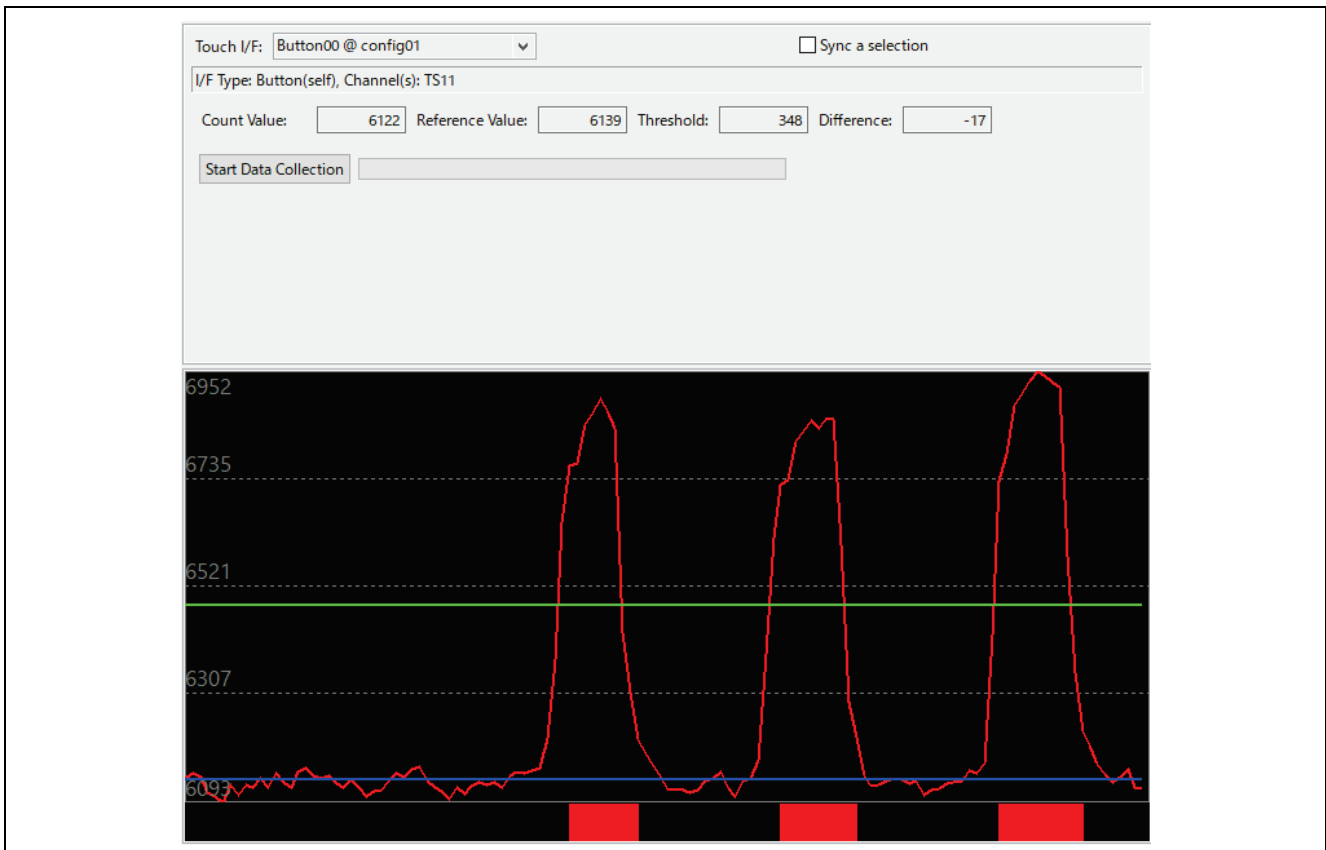 Touch I/F: Button00 @ config01 Sync a selection
I/F Type: Button(self), Channel(s): TS11
Count Value: 6122 Reference Value: 6139 Threshold: 348 Difference: -17
Start Data Collection
6952
6735
6521
6307
6093